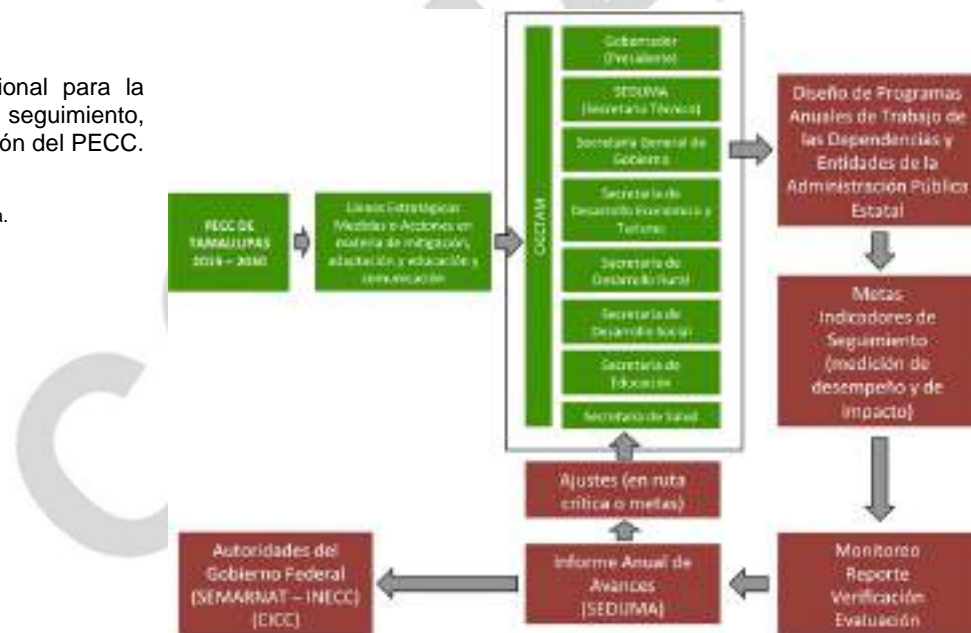 ional para la
seguimiento,
ón del PECC.
a.
PECC DE
TAMAULIPAS
Líneas Estratégicas
Medidas o Acciones en
materia de mitigación,
adaptación y educación y
comunicación
Gobernador
(Presidente)
SEDUMA
(Secretario Técnico)
Secretaría General de
Gobierno
Secretaría de
Desarrollo Económico y
Turismo
Secretaría de
Desarrollo Rural
Secretaría de
Desarrollo Social
Secretaría de
Educación
Secretaría de Salud
Diseño de Programas
Anuales de Trabajo de
las Dependencias y
Entidades de la
Administración Pública
Estatal
Metas
Indicadores de
Seguimiento
(medición de
desempeño y de
impacto)
Monitoreo
Reporte
Verificación
Evaluación
Informe Anual de
Avances
(SEDUMA)
Ajustes (en ruta
crítica o metas)
Autoridades del
Gobierno Federal
(SEMARNAT – INECC)
(CICC)